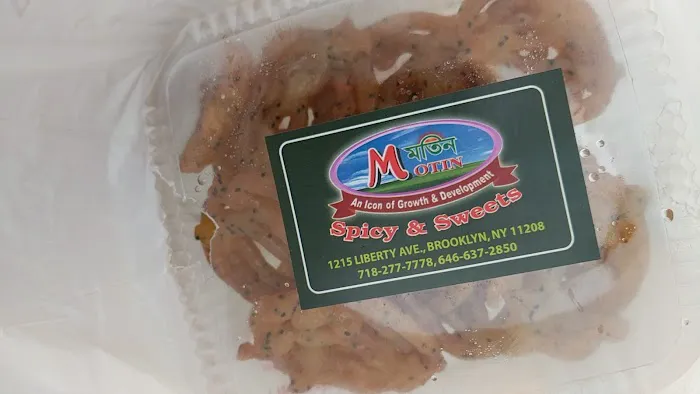 মতিন
MOTIN
An Icon of Growth & Development
Spicy & Sweets
1215 LIBERTY AVE., BROOKLYN, NY 11208
718-277-7778, 646-637-2850